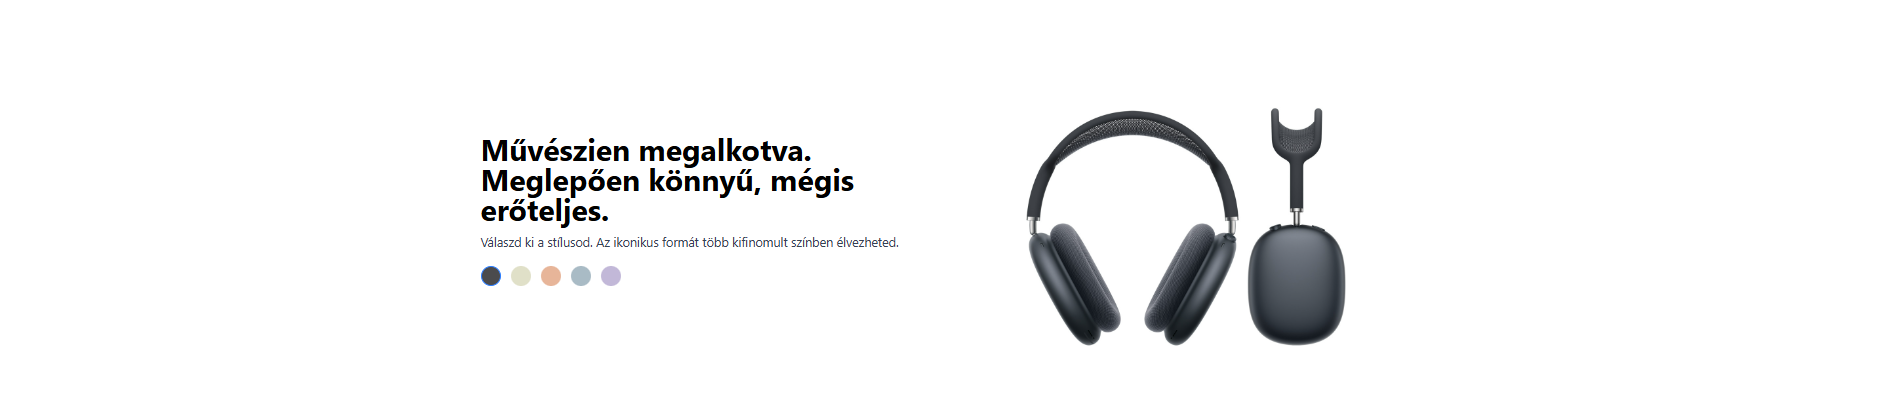 Művészien megalkotva.
Meglepően könnyű, mégis
erőteljes.
Válaszd ki a stílusod. Az ikonikus formát több kifinomult színben élvezheted.